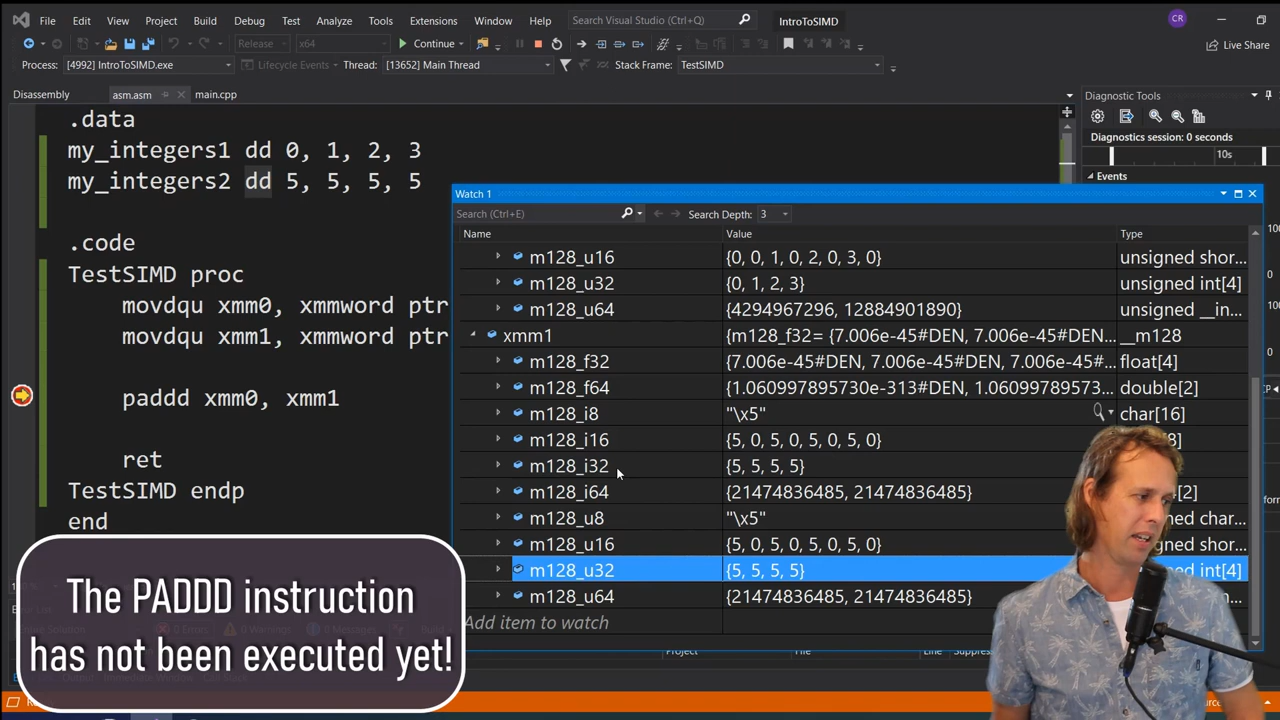 File Edit View Project Build Debug Test Analyze Tools Extensions Window Help Search Visual Studio (Ctrl+Q) IntroToSIMD CR
Release x64 Continue Live Share
Process: [4992] IntroToSIMD.exe Lifecycle Events Thread: [13652] Main Thread Stack Frame: TestSIMD
Disassembly asm.asm main.cpp
Diagnostic Tools
Diagnostics session: 0 seconds
10s
Events
.data
my_integers1 dd 0, 1, 2, 3
my_integers2 dd 5, 5, 5, 5
.code
TestSIMD proc
movdqu xmm0, xmmword ptr
movdqu xmm1, xmmword ptr
paddd xmm0, xmm1
ret
TestSIMD endp
end
Watch 1
Search (Ctrl+E) Search Depth: 3
Name Value Type
m128_u16 {0, 0, 1, 0, 2, 0, 3, 0} unsigned shor...
m128_u32 {0, 1, 2, 3} unsigned int[4]
m128_u64 {4294967296, 12884901890} unsigned __in...
xmm1 {m128_f32= {7.006e-45#DEN, 7.006e-45#DEN,... __m128
m128_f32 {7.006e-45#DEN, 7.006e-45#DEN, 7.006e-45#... float[4]
m128_f64 {1.060997895730e-313#DEN, 1.06099789573... double[2]
m128_i8 "\x5" char[16]
m128_i16 {5, 0, 5, 0, 5, 0, 5, 0}
m128_i32 {5, 5, 5, 5}
m128_i64 {21474836485, 21474836485}
m128_u8 "\x5" ned char...
m128_u16 {5, 0, 5, 0, 5, 0, 5, 0} ned shor...
m128_u32 {5, 5, 5, 5} ned int[4]
m128_u64 {21474836485, 21474836485}
Add item to watch
Project Line
The PADDD instruction
has not been executed yet!